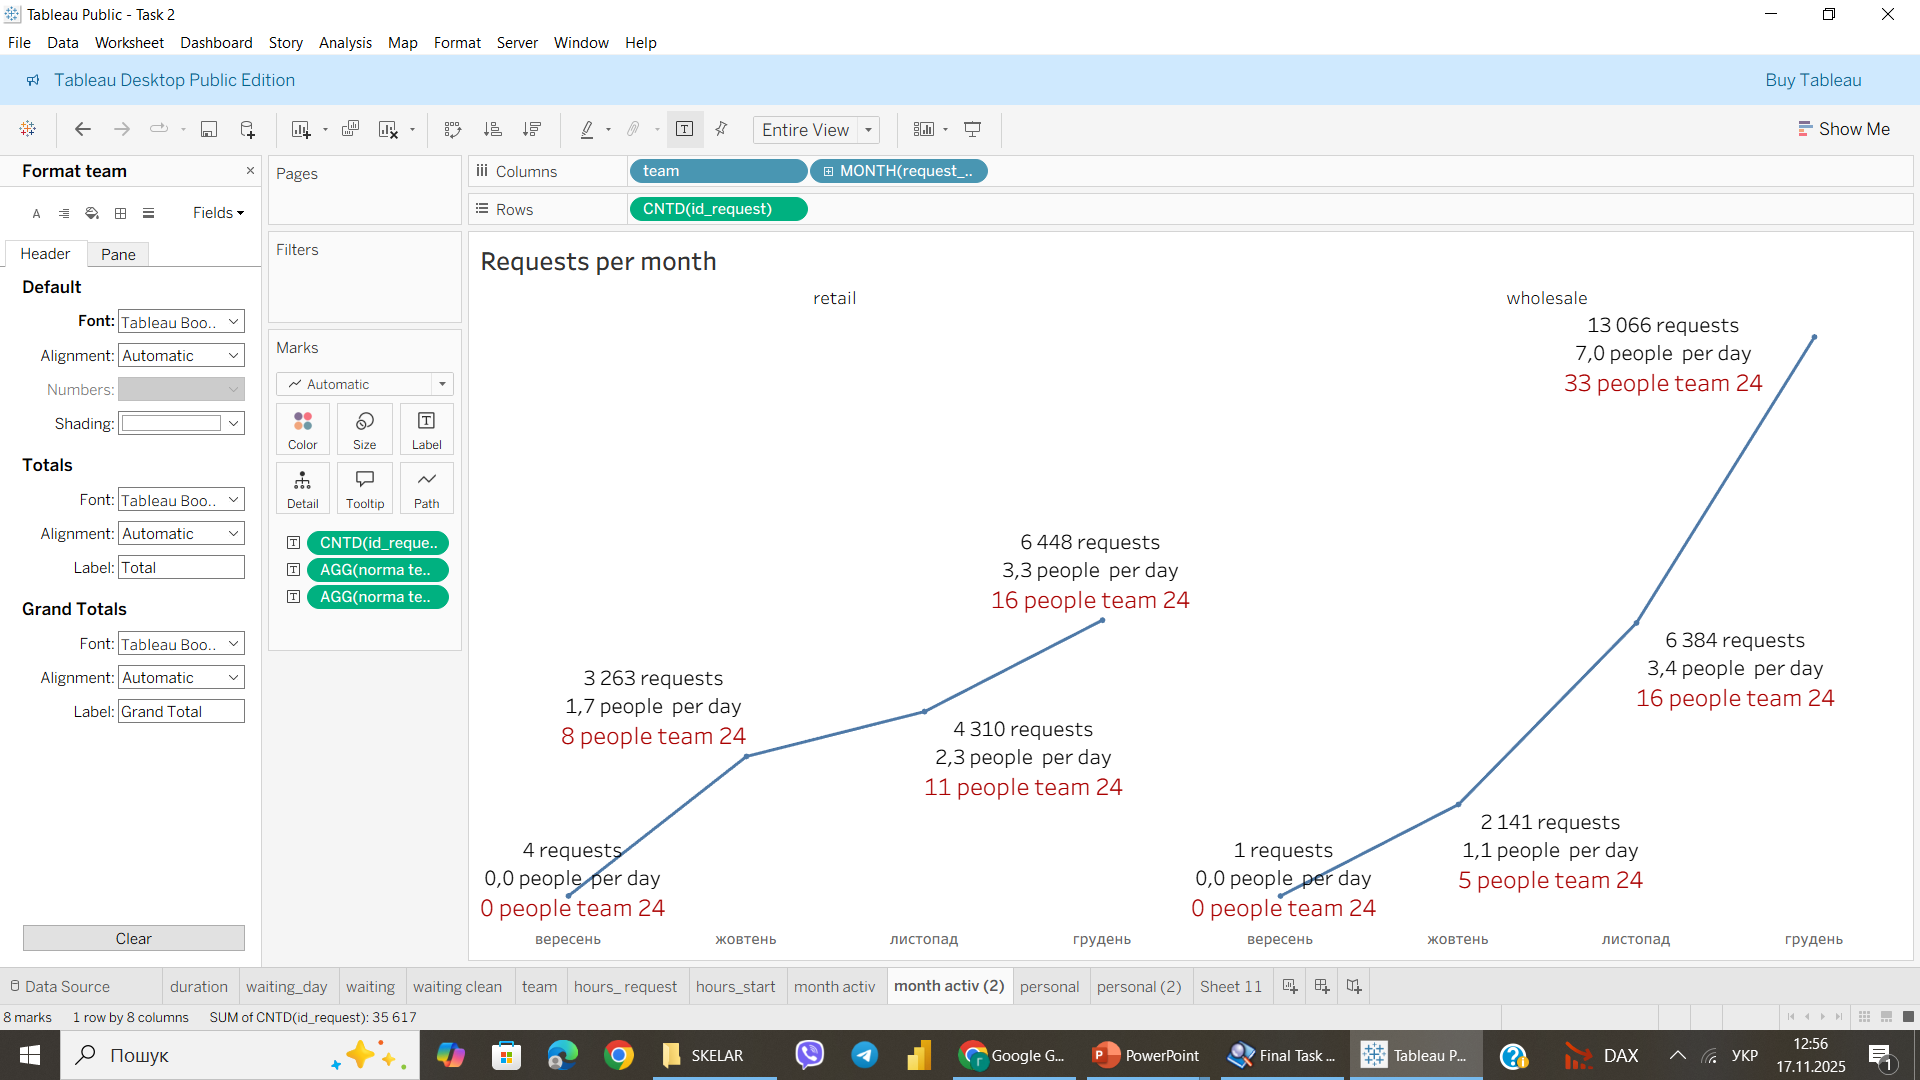 Tableau Public - Task 2
File Data Worksheet Dashboard Story Analysis Map Format Server Window Help
Tableau Desktop Public Edition
Buy Tableau
Entire View
Show Me
Format team
Fields
Header Pane
Default
Font: Tableau Boo..
Alignment: Automatic
Numbers:
Shading:
Totals
Font: Tableau Boo..
Alignment: Automatic
Label: Total
Grand Totals
Font: Tableau Boo..
Alignment: Automatic
Label: Grand Total
Clear
Pages
Filters
Marks
Automatic
Color Size Label
Detail Tooltip Path
CNTD(id_reque..
AGG(norma te..
AGG(norma te..
Columns team MONTH(request_..
Rows CNTD(id_request)
Requests per month
retail
4 requests
0,0 people per day
0 people team 24
3 263 requests
1,7 people per day
8 people team 24
4 310 requests
2,3 people per day
11 people team 24
6 448 requests
3,3 people per day
16 people team 24
wholesale
1 requests
0,0 people per day
0 people team 24
2 141 requests
1,1 people per day
5 people team 24
6 384 requests
3,4 people per day
16 people team 24
13 066 requests
7,0 people per day
33 people team 24
вересень жовтень листопад грудень вересень жовтень листопад грудень
Data Source duration waiting_day waiting waiting clean team hours_ request hours_start month activ month activ (2) personal personal (2) Sheet 11
8 marks 1 row by 8 columns SUM of CNTD(id_request): 35 617
Пошук
SKELAR
Google G...
PowerPoint
Final Task ...
Tableau P...
DAX
УКР
12:56
17.11.2025
1